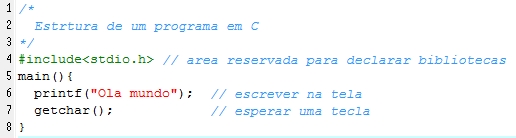 1 /*
2 Estrtura de um programa em C
3 */
4 #include<stdio.h> // area reservada para declarar bibliotecas
5 main(){
6 printf("Ola mundo"); // escrever na tela
7 getchar(); // esperar uma tecla
8 }